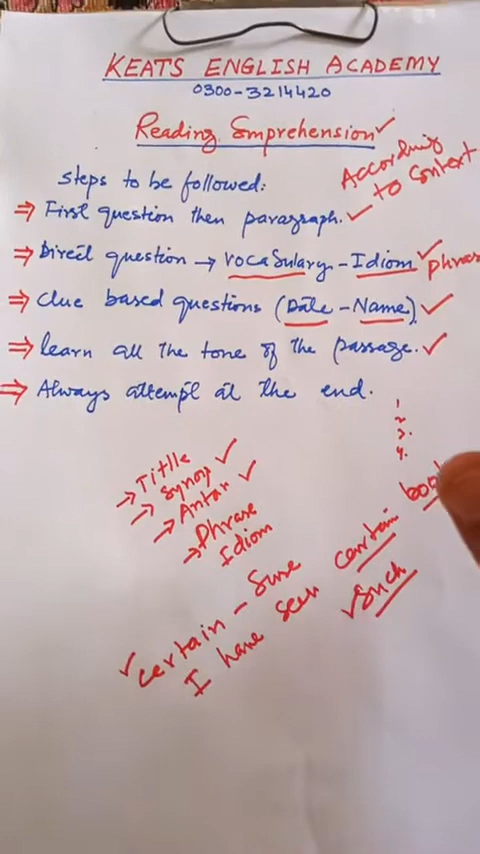 KEATS ENGLISH ACADEMY
0300-3214420
Reading Comprehension ✓
According
to Context
Steps to be followed:
⇒ First question then paragraph. ✓
⇒ Direct question → vocabulary - Idiom ✓ phrase
⇒ Clue based questions (Date - Name) ✓
⇒ learn all the tone of the passage. ✓
⇒ Always attempt at the end.
1
2
3.
4.
→ Title
→ Synoy ✓
→ Anton ✓
→ Phrase
Idiom
✓ certain - Sure
I have seen certain
✓ Such